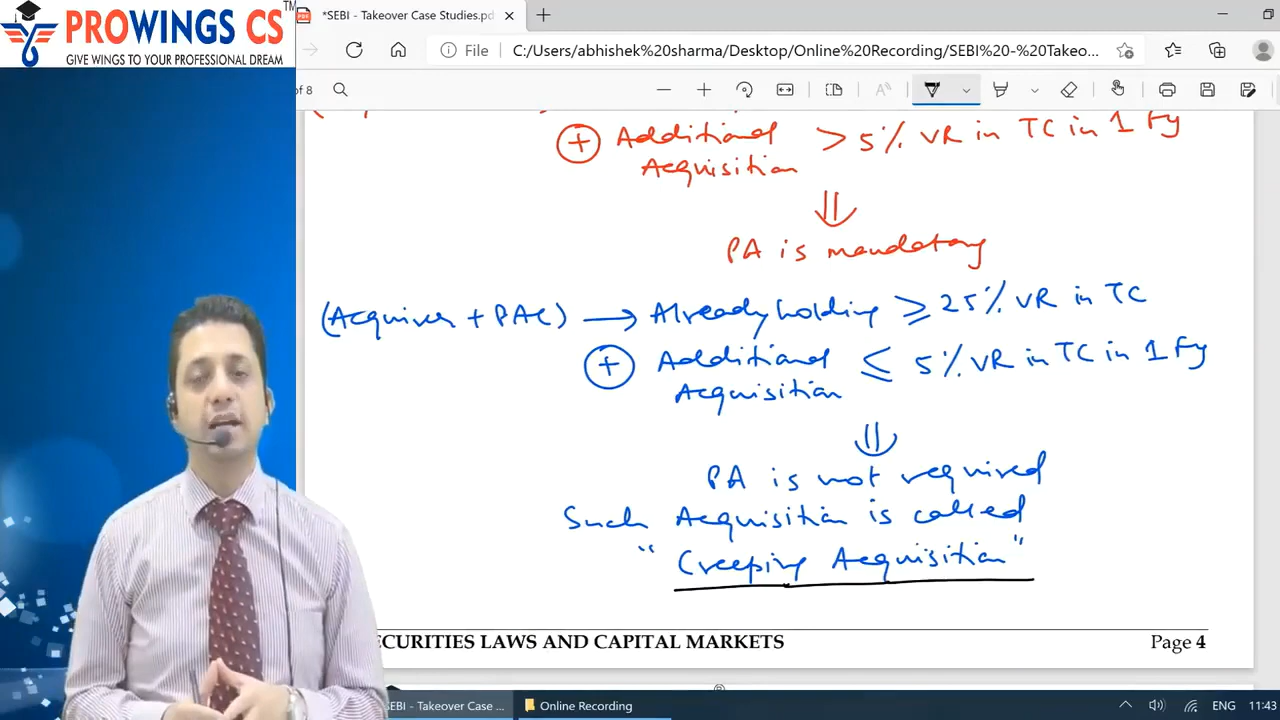 PROWINGS CS
TM
GIVE WINGS TO YOUR PROFESSIONAL DREAM
*SEBI - Takeover Case Studies.pd
File
C:/Users/abhishek%20sharma/Desktop/Online%20Recording/SEBI%20-%20Takeo...
of 8
+ Additional > 5% VR in TC in 1 Fy
Acquisition
⇓
PA is mandatory
(Acquirer + PAC) → Already holding ≥ 25% VR in TC
+ Additional ≤ 5% VR in TC in 1 Fy
Acquisition
⇓
PA is not required
Such Acquisition is called
"Creeping Acquisition"
ECURITIES LAWS AND CAPITAL MARKETS
Page 4
SEBI - Takeover Case ...
Online Recording
ENG
11:43